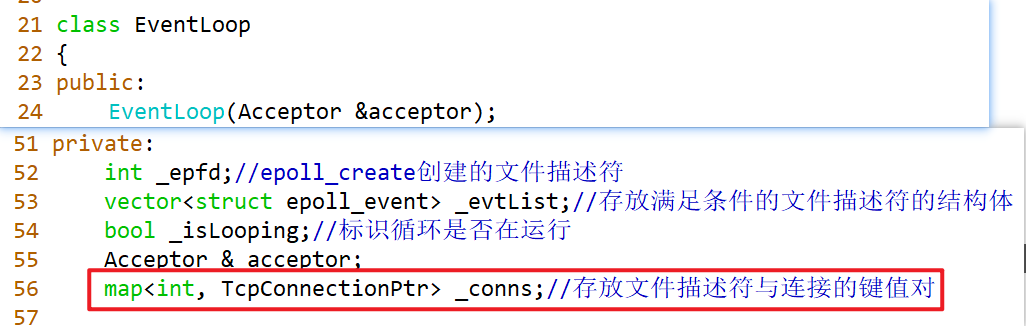 21 class EventLoop
22 {
23 public:
24 EventLoop(Acceptor &acceptor);
51 private:
52 int _epfd;//epoll_create创建的文件描述符
53 vector<struct epoll_event> _evtList;//存放满足条件的文件描述符的结构体
54 bool _isLooping;//标识循环是否在运行
55 Acceptor & acceptor;
56 map<int, TcpConnectionPtr> _conns;//存放文件描述符与连接的键值对
57